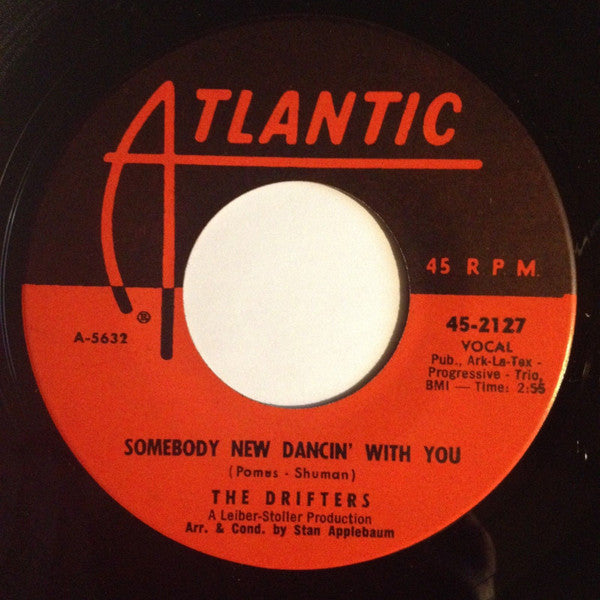 ATLANTIC
45 R P M
®
A-5632
45-2127
VOCAL
Pub., Ark-La-Tex -
Progressive - Trio,
BMI — Time: 2:55
SOMEBODY NEW DANCIN' WITH YOU
(Pomus - Shuman)
THE DRIFTERS
A Leiber-Stoller Production
Arr. & Cond. by Stan Applebaum